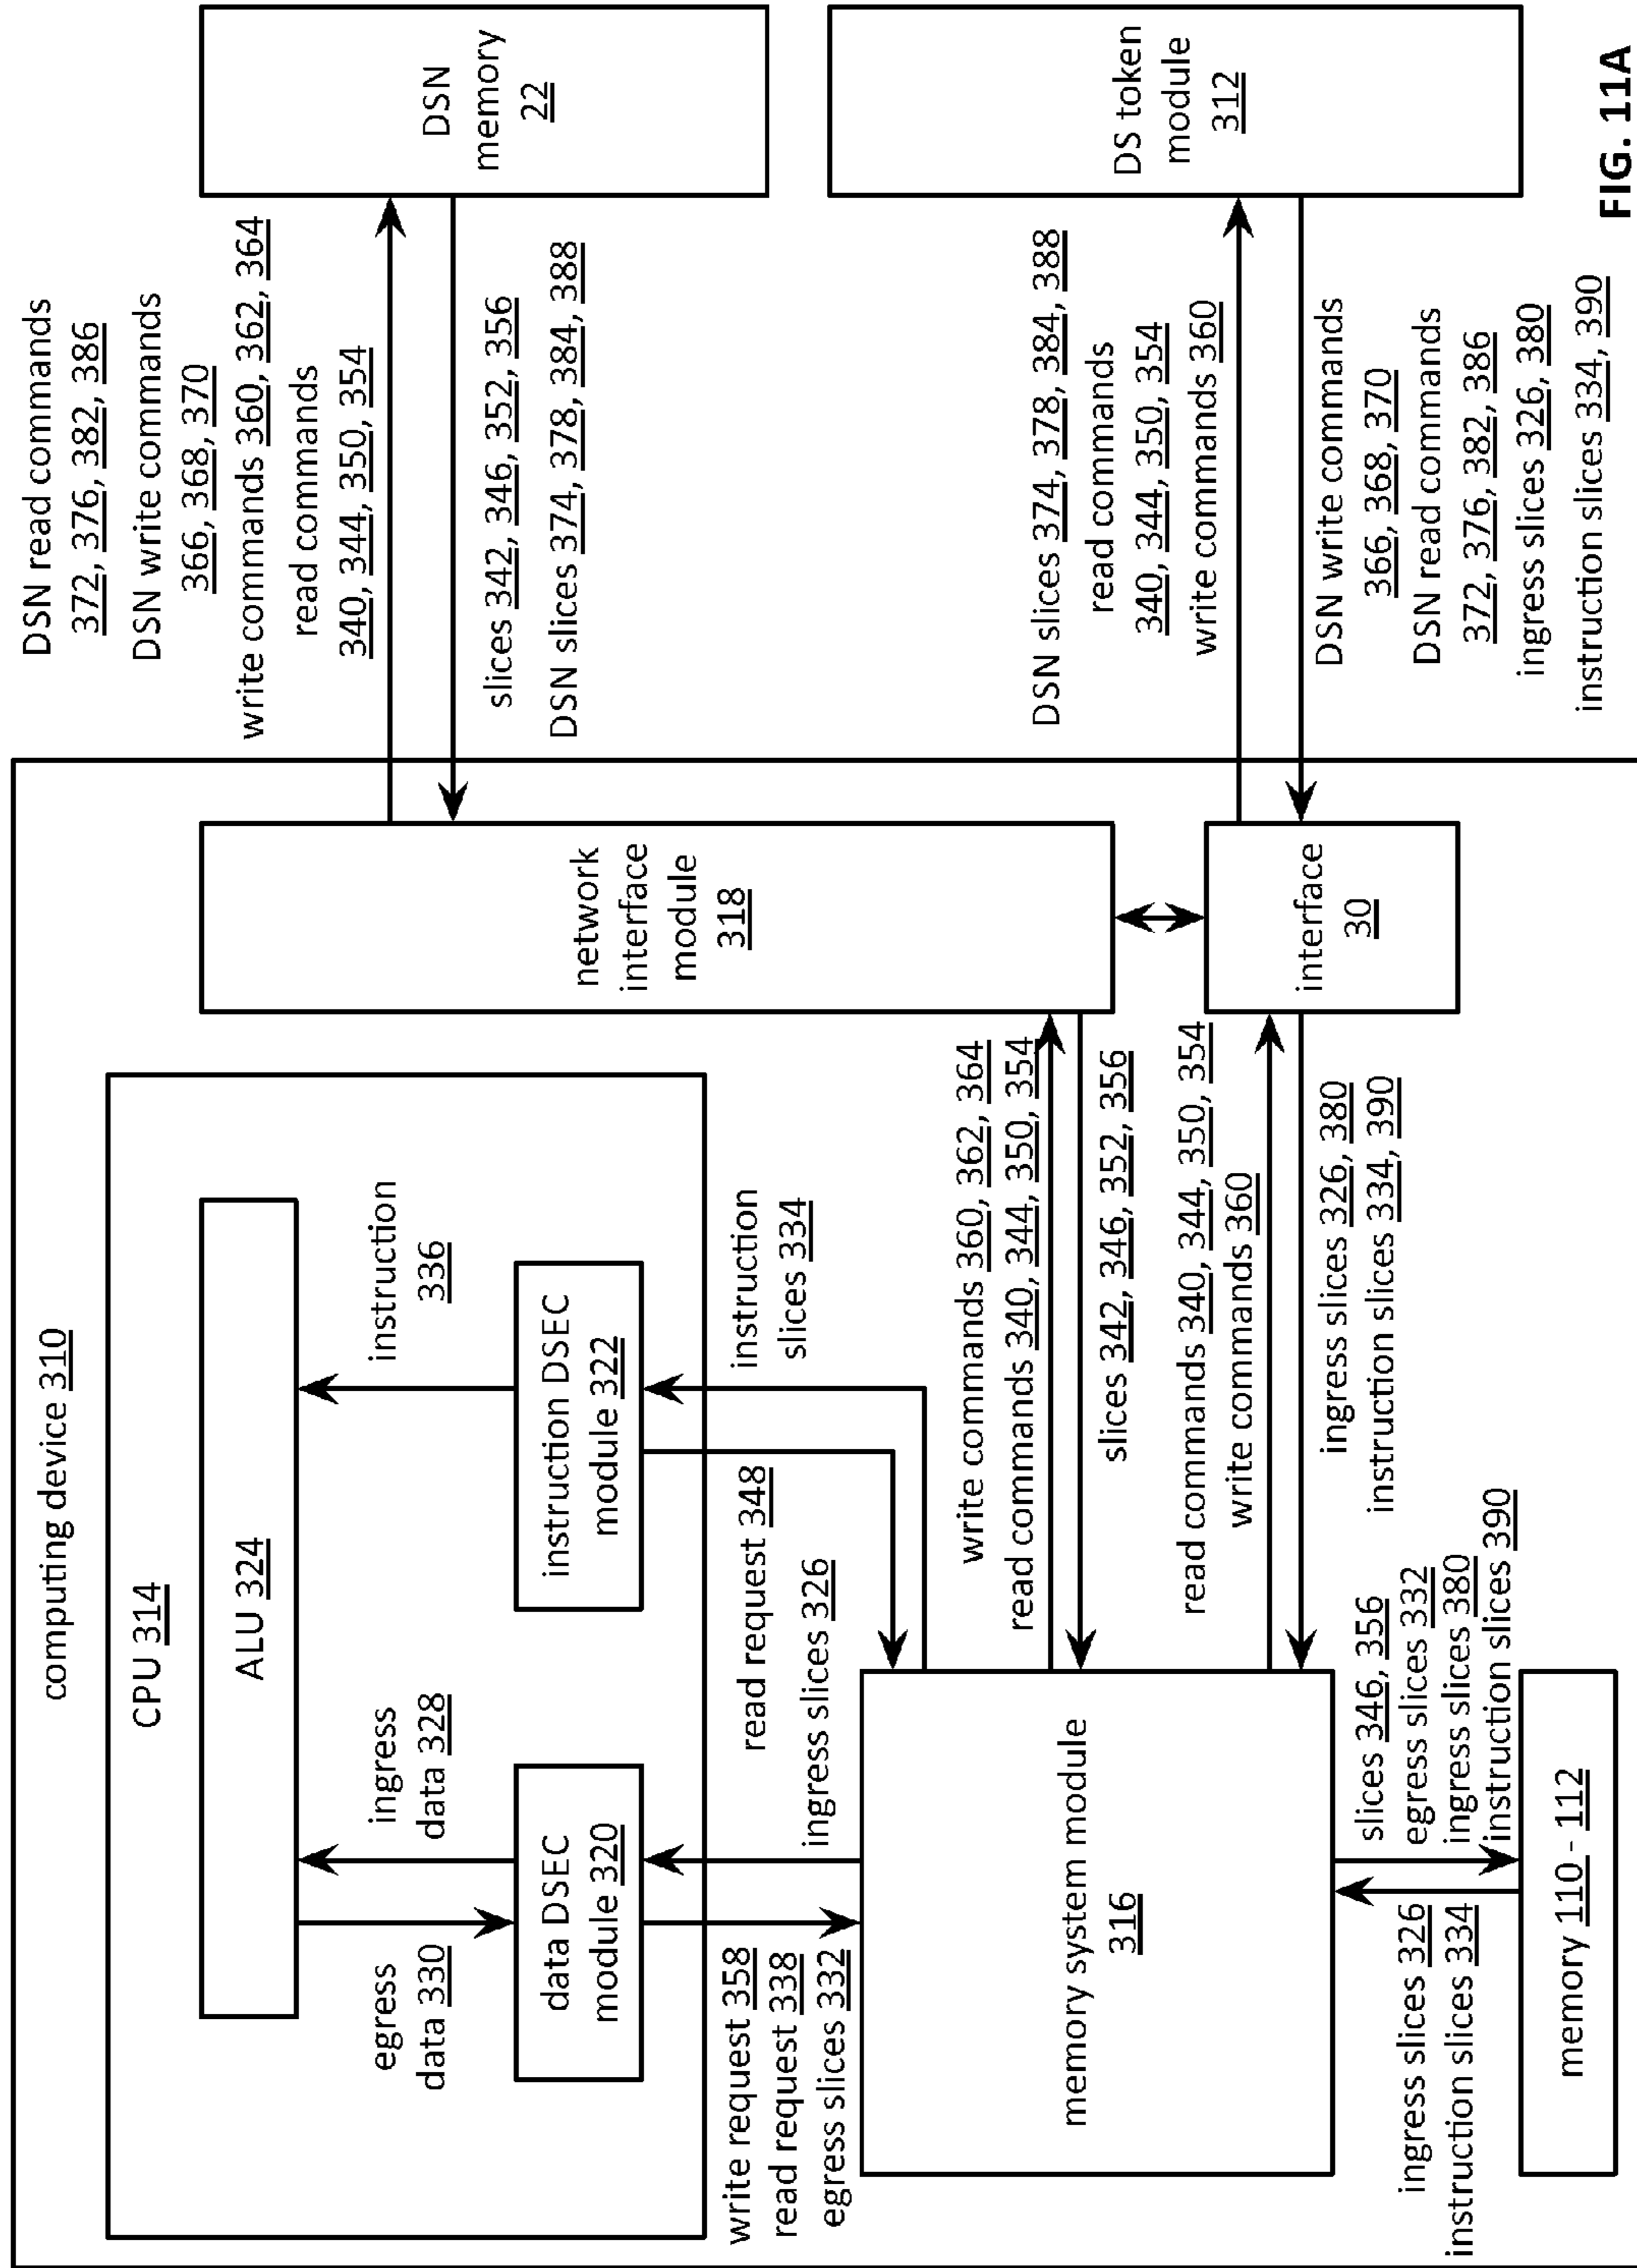 computing device 310
CPU 314
ALU 324
egress
data 330
ingress
data 328
instruction
336
data DSEC
module 320
instruction DSEC
module 322
write request 358
read request 338
egress slices 332
ingress slices 326
read request 348
instruction
slices 334
memory system module
316
ingress slices 326
instruction slices 334
slices 346, 356
egress slices 332
ingress slices 380
instruction slices 390
memory 110 - 112
write commands 360, 362, 364
read commands 340, 344, 350, 354
slices 342, 346, 352, 356
read commands 340, 344, 350, 354
write commands 360
ingress slices 326, 380
instruction slices 334, 390
network
interface
module
318
interface
30
DSN read commands
372, 376, 382, 386
DSN write commands
366, 368, 370
write commands 360, 362, 364
read commands
340, 344, 350, 354
slices 342, 346, 352, 356
DSN slices 374, 378, 384, 388
DSN slices 374, 378, 384, 388
read commands
340, 344, 350, 354
write commands 360
DSN write commands
366, 368, 370
DSN read commands
372, 376, 382, 386
ingress slices 326, 380
instruction slices 334, 390
DSN
memory
22
DS token
module
312
FIG. 11A